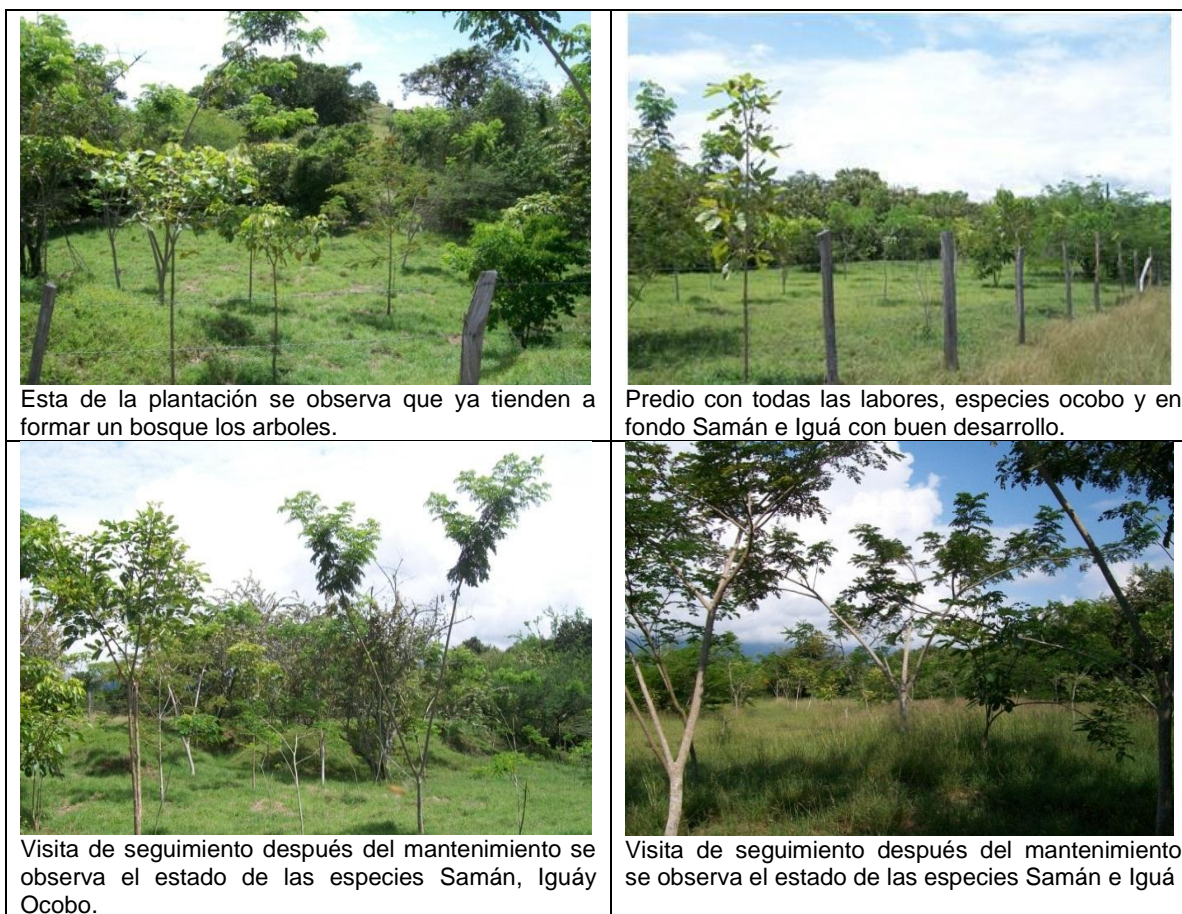 Esta de la plantación se observa que ya tienden a
formar un bosque los arboles.
Predio con todas las labores, especies ocobo y en
fondo Samán e Iguá con buen desarrollo.
Visita de seguimiento después del mantenimiento se
observa el estado de las especies Samán, Iguáy
Ocobo.
Visita de seguimiento después del mantenimiento
se observa el estado de las especies Samán e Iguá